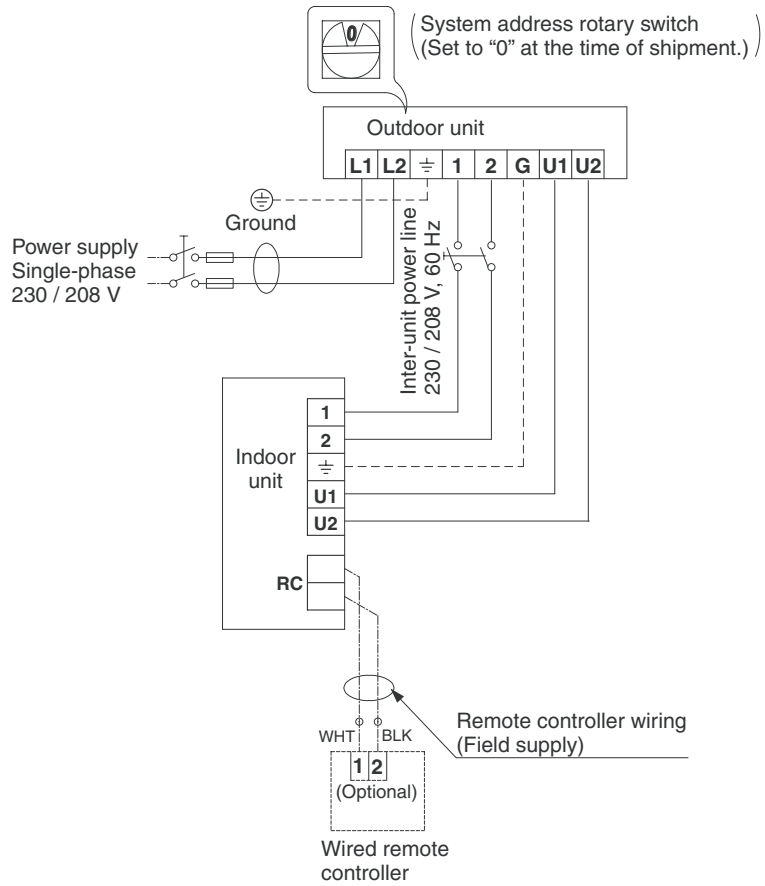 0
(System address rotary switch
(Set to “0” at the time of shipment.))
Outdoor unit
L1 L2 ⏚ 1 2 G U1 U2
Ground
Power supply
Single-phase
230 / 208 V
Inter-unit power line
230 / 208 V, 60 Hz
Indoor
unit
1
2
⏚
U1
U2
RC
WHT BLK
1 2
(Optional)
Wired remote
controller
Remote controller wiring
(Field supply)